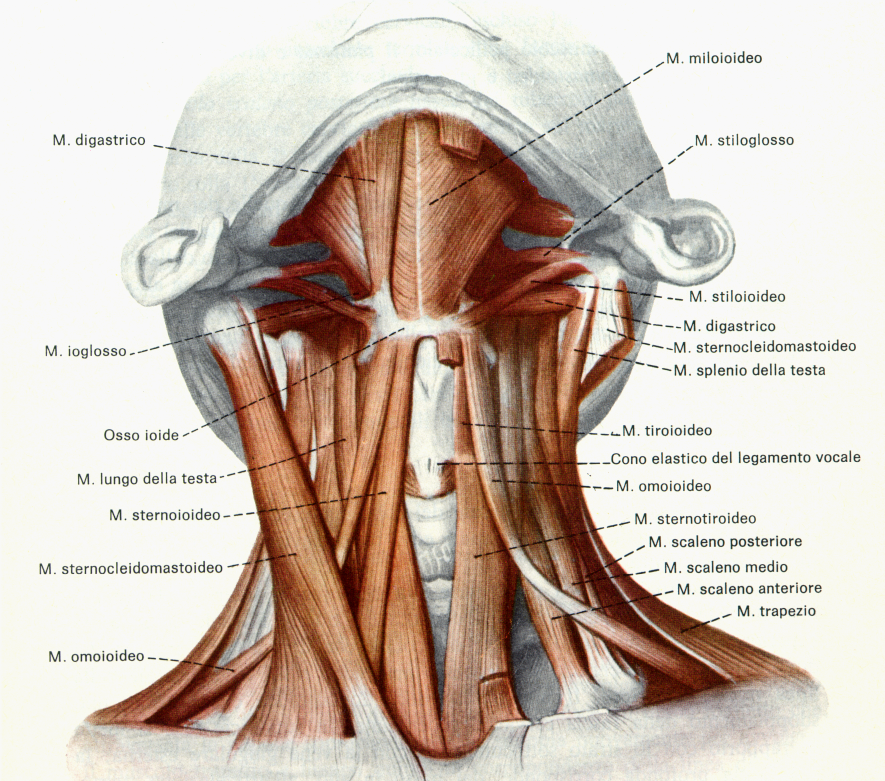 M. miloioideo
M. digastrico
M. stiloglosso
M. stiloioideo
M. digastrico
M. sternocleidomastoideo
M. ioglosso
M. splenio della testa
M. tiroioideo
Osso ioide
Cono elastico del legamento vocale
M. lungo della testa
M. omoioideo
M. sternoioideo
M. sternotiroideo
M. scaleno posteriore
M. sternocleidomastoideo
M. scaleno medio
M. scaleno anteriore
M. trapezio
M. omoioideo